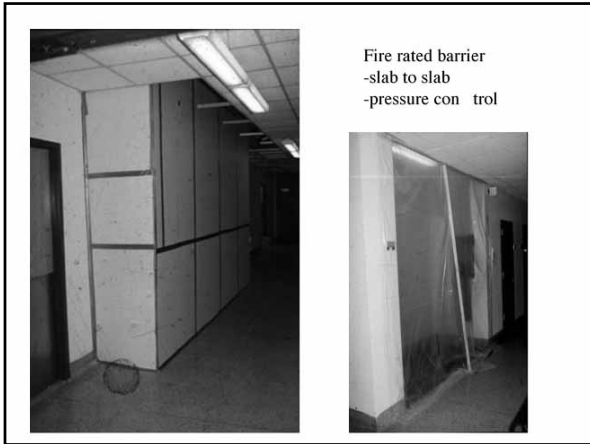 Fire rated barrier
-slab to slab
-pressure con trol